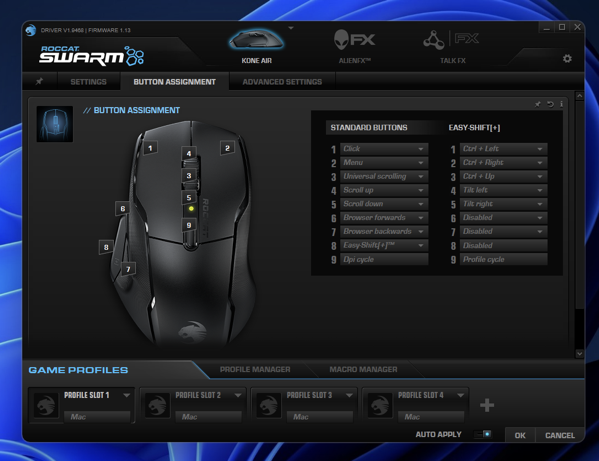 DRIVER V1.9468 | FIRMWARE 1.13
ROCCAT
SWARM
KONE AIR
FX
ALIENFX™
FX
TALK FX
SETTINGS
BUTTON ASSIGNMENT
ADVANCED SETTINGS
// BUTTON ASSIGNMENT
1
2
4
3
5
6
9
8
7
ROCCAT
STANDARD BUTTONS EASY-SHIFT[+]
1 Click 1 Ctrl + Left
2 Menu 2 Ctrl + Right
3 Universal scrolling 3 Ctrl + Up
4 Scroll up 4 Tilt left
5 Scroll down 5 Tilt right
6 Browser forwards 6 Disabled
7 Browser backwards 7 Disabled
8 Easy-Shift[+]™ 8 Disabled
9 Dpi cycle 9 Profile cycle
GAME PROFILES
PROFILE MANAGER
MACRO MANAGER
PROFILE SLOT 1 PROFILE SLOT 2 PROFILE SLOT 3 PROFILE SLOT 4
Mac Mac Mac Mac
AUTO APPLY OK CANCEL